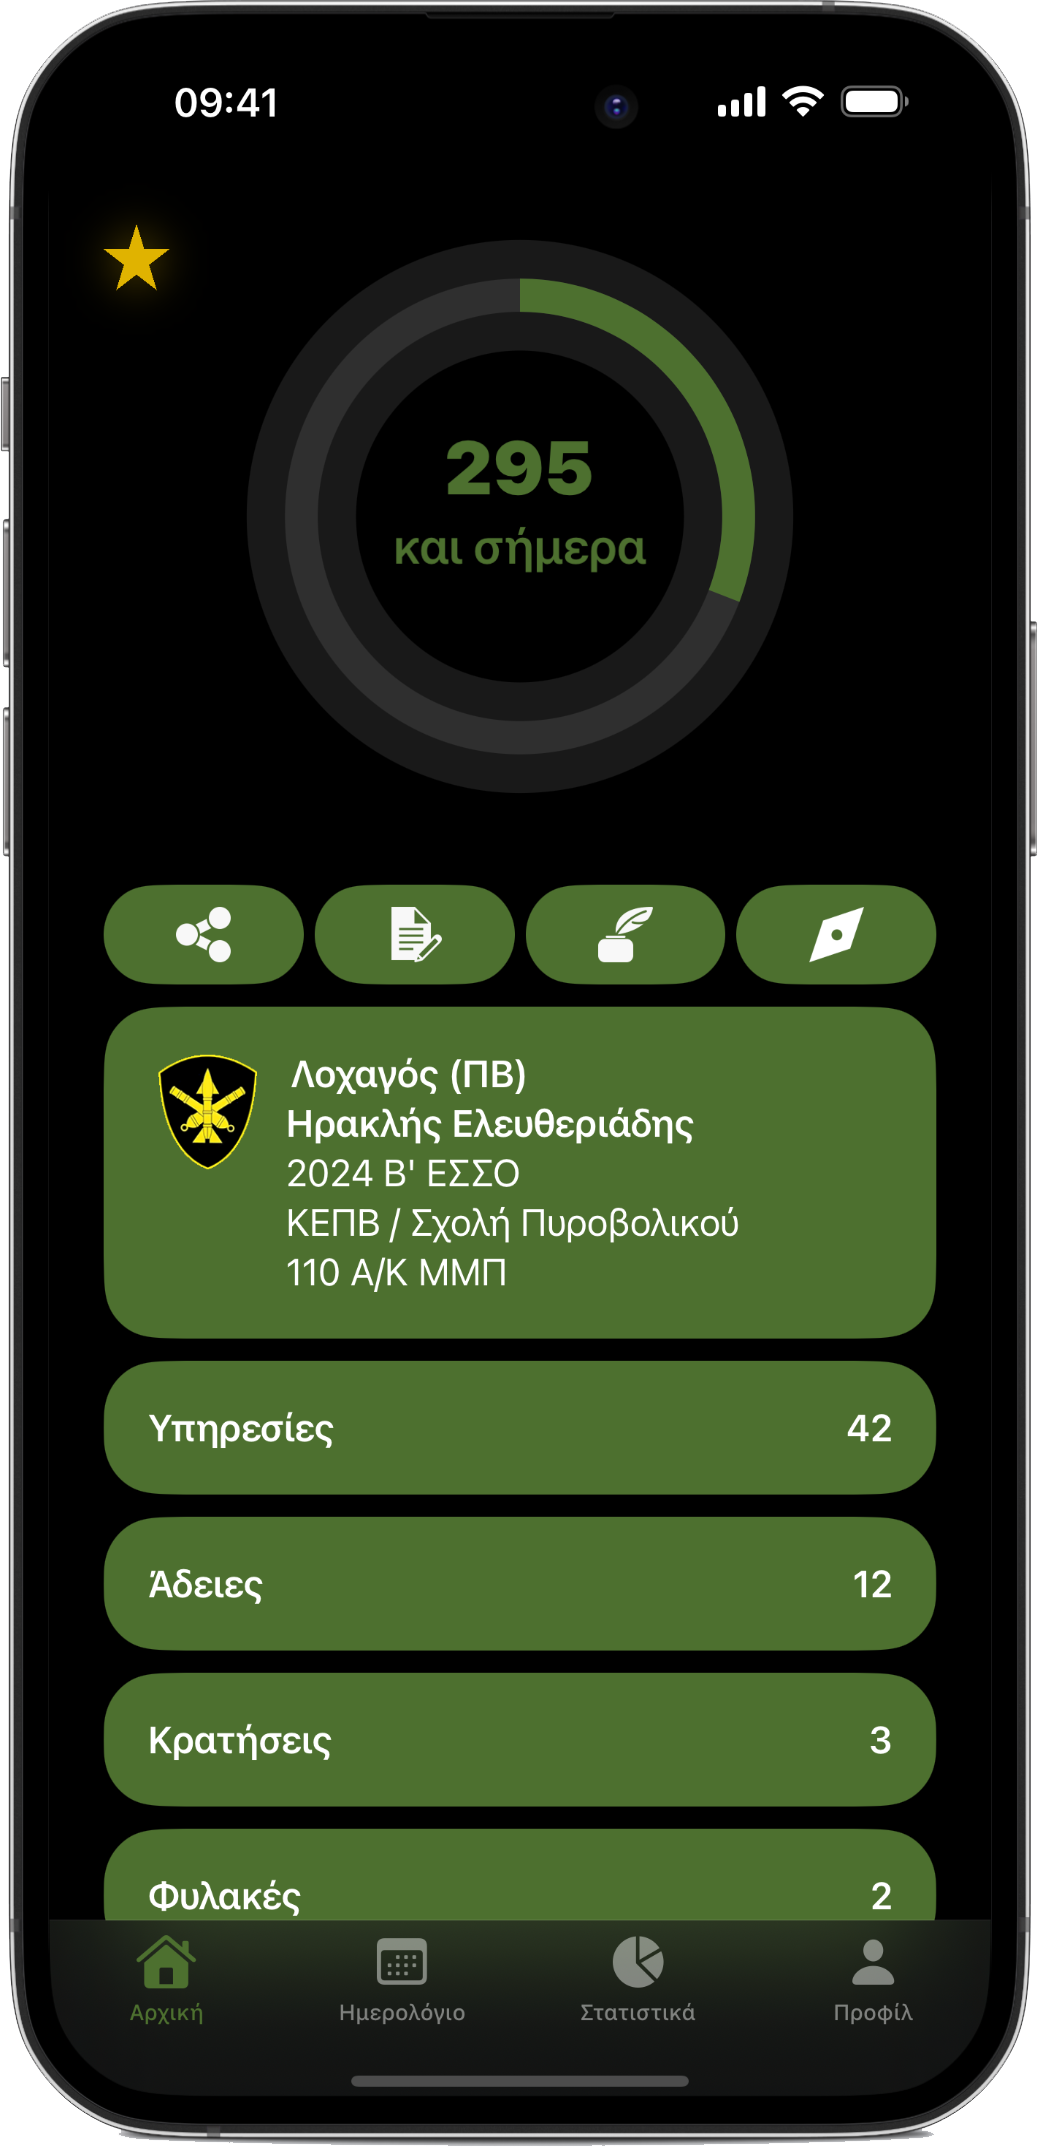 09:41
295
και σήμερα
Λοχαγός (ΠΒ)
Ηρακλής Ελευθεριάδης
2024 Β' ΕΣΣΟ
ΚΕΠΒ / Σχολή Πυροβολικού
110 Α/Κ ΜΜΠ
Υπηρεσίες 42
Άδειες 12
Κρατήσεις 3
Φυλακές 2
Αρχική Ημερολόγιο Στατιστικά Προφίλ